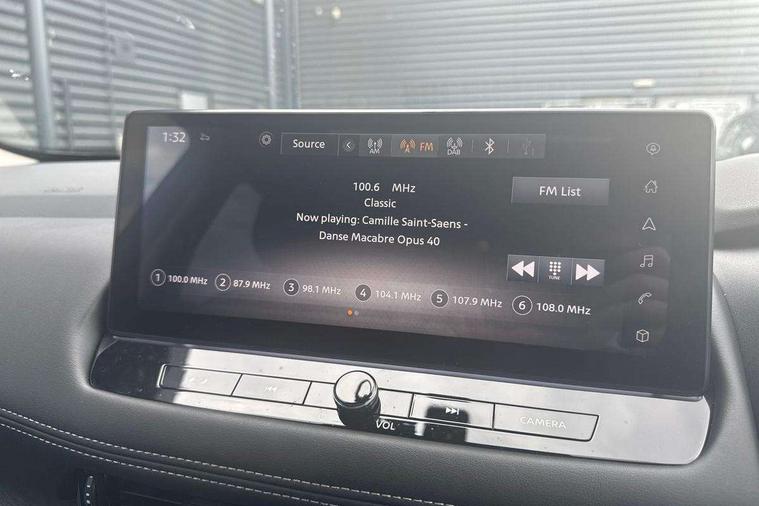 1:32
Source
AM
FM
DAB
100.6 MHz
FM List
Classic
Now playing: Camille Saint-Saens -
Danse Macabre Opus 40
TUNE
1 100.0 MHz
2 87.9 MHz
3 98.1 MHz
4 104.1 MHz
5 107.9 MHz
6 108.0 MHz
VOL
CAMERA